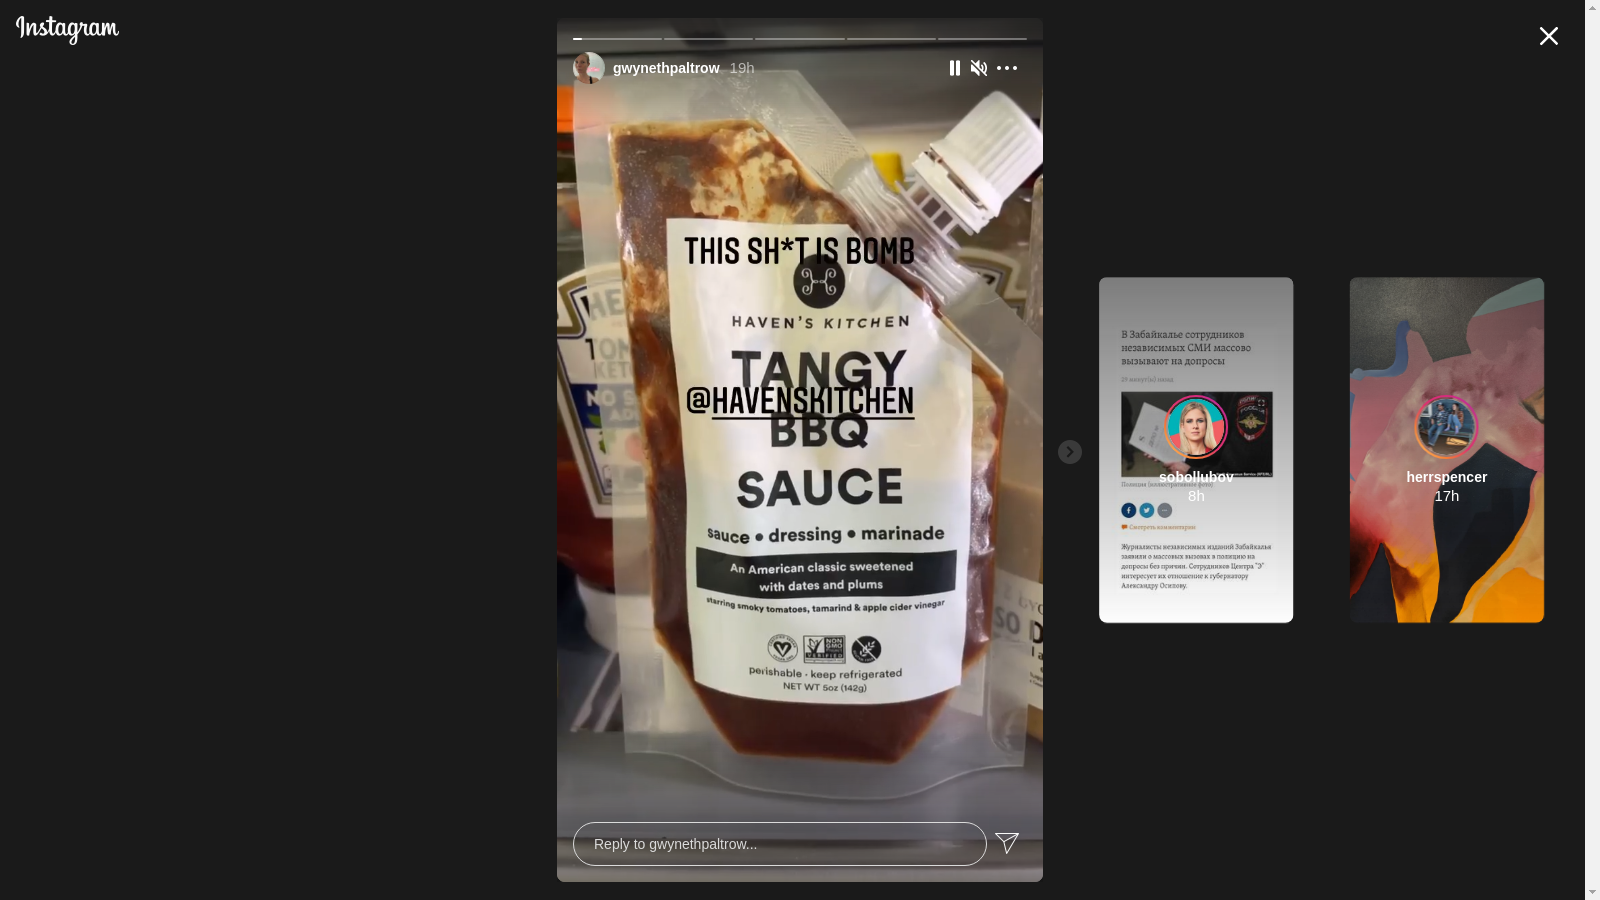 Instagram
gwynethpaltrow 19h
THIS SH*T IS BOMB
HAVEN'S KITCHEN
TANGY
@HAVENSKITCHEN
BBQ
SAUCE
sauce • dressing • marinade
An American classic sweetened
with dates and plums
starring smoky tomatoes, tamarind & apple cider vinegar
NON
GMO
VERIFIED
perishable · keep refrigerated
NET WT 5oz (142g)
Reply to gwynethpaltrow...
В Забайкалье сотрудников
независимых СМИ массово
вызывают на допросы
sobollubov
8h
Смотреть комментарии
Журналисты независимых изданий Забайкалья
заявили о массовых вызовах в полицию на
допросы без причин. Сотрудников Центра "Э"
интересует их отношение к губернатору
Александру Осипову.
herrspencer
17h